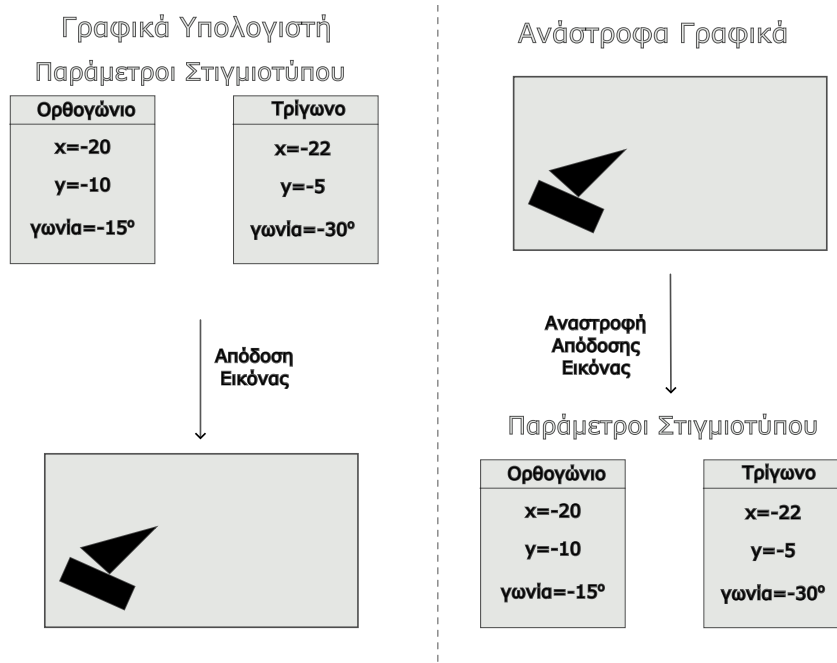 Γραφικά Υπολογιστή
Παράμετροι Στιγμιοτύπου
Ορθογώνιο
x=-20
y=-10
γωνία=-15º
Τρίγωνο
x=-22
y=-5
γωνία=-30º
Απόδοση
Εικόνας
Ανάστροφα Γραφικά
Αναστροφή
Απόδοσης
Εικόνας
Παράμετροι Στιγμιοτύπου
Ορθογώνιο
x=-20
y=-10
γωνία=-15º
Τρίγωνο
x=-22
y=-5
γωνία=-30º